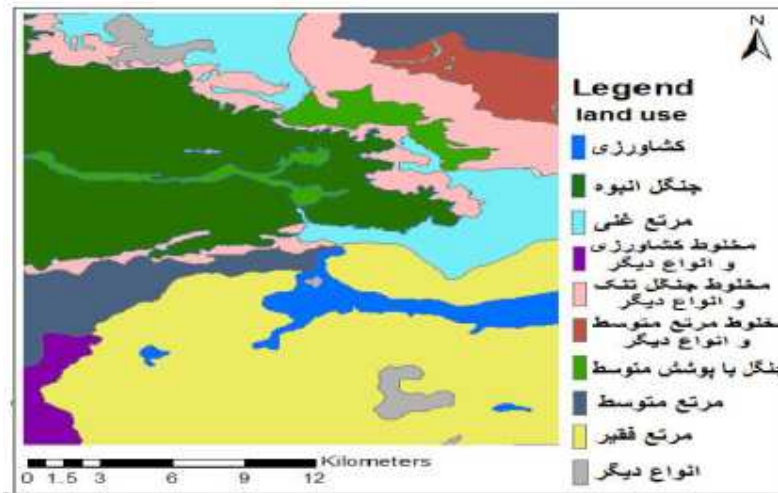 N
Legend
land use
کشاورزی
جنگل انبوه
مرتع غنی
مخلوط کشاورزی
و انواع دیگر
مخلوط جنگل تنک
و انواع دیگر
مخلوط مرتع متوسط
و انواع دیگر
جنگل با پوشش متوسط
مرتع متوسط
مرتع فقیر
انواع دیگر
Kilometers
0 1.5 3 6 9 12